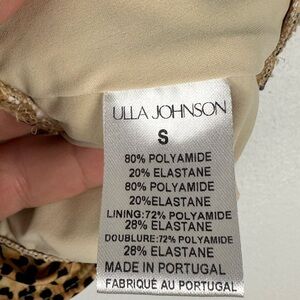 ULLA JOHNSON
S
80% POLYAMIDE
20% ELASTANE
80% POLYAMIDE
20%ELASTANE
LINING:72% POLYAMIDE
28% ELASTANE
DOUBLURE:72% POLYAMIDE
28% ELASTANE
MADE IN PORTUGAL
FABRIQUÉ AU PORTUGAL